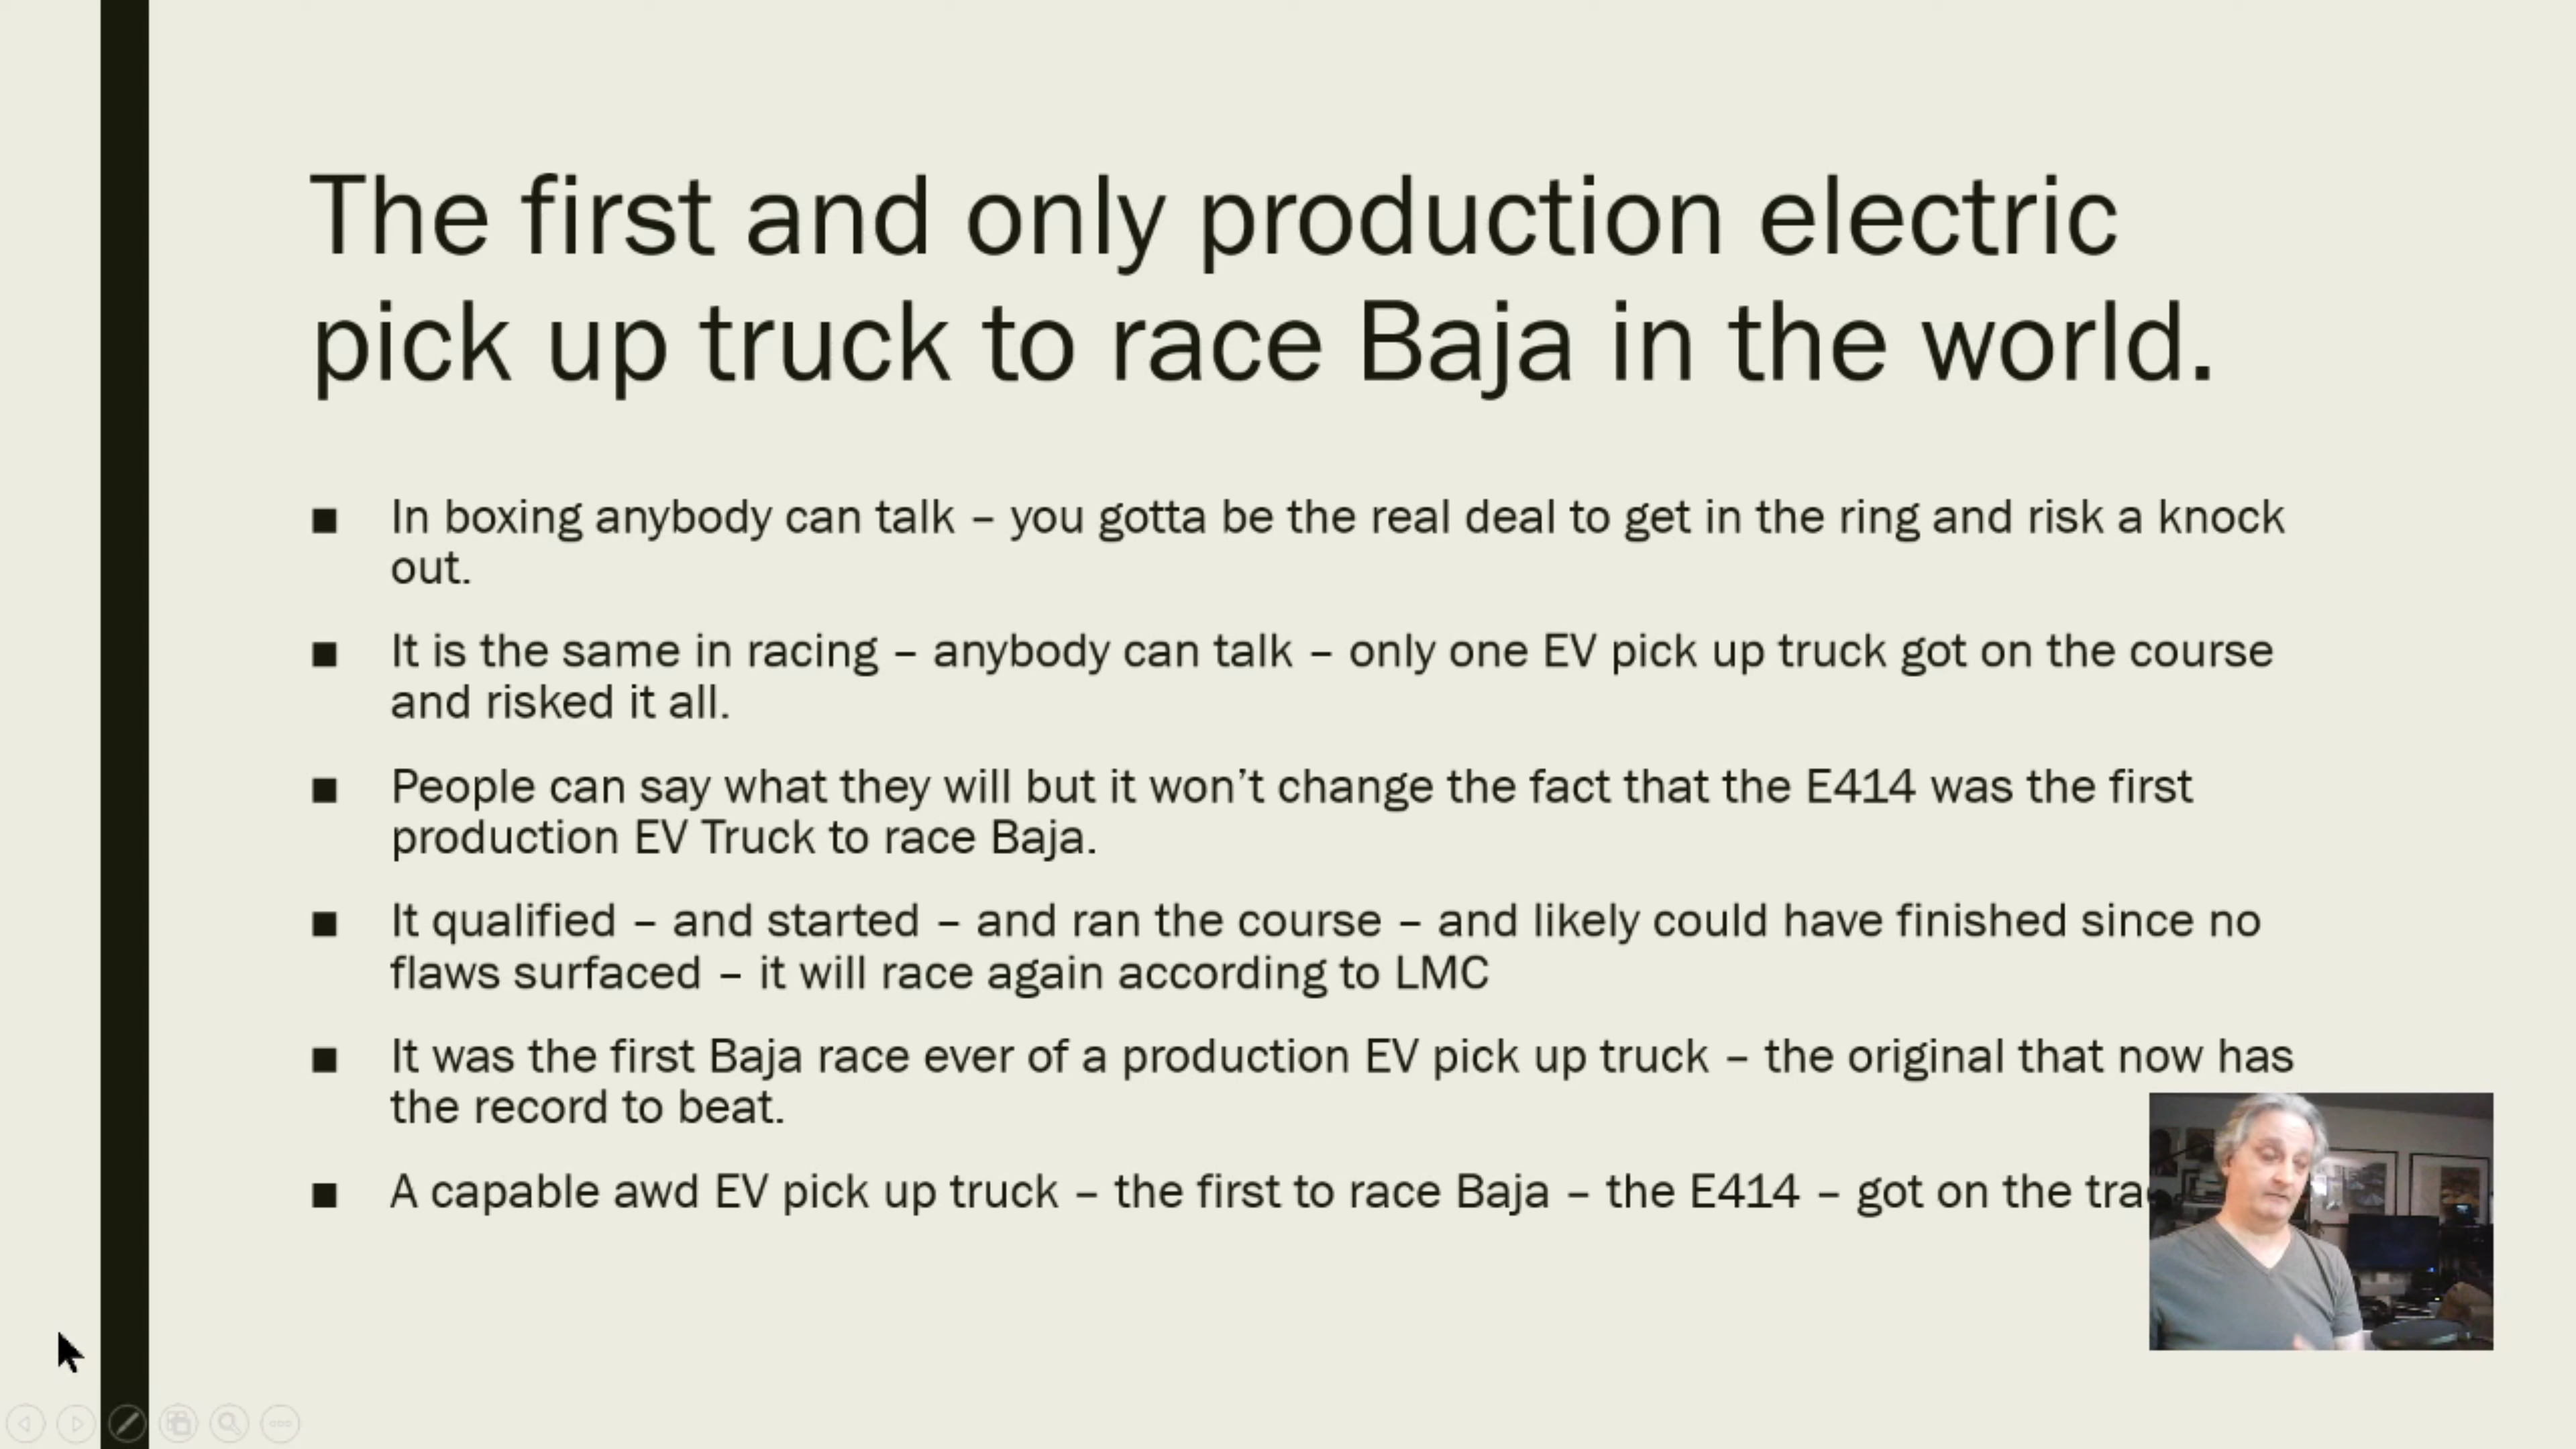 The first and only production electric
pick up truck to race Baja in the world.
■ In boxing anybody can talk – you gotta be the real deal to get in the ring and risk a knock
out.
■ It is the same in racing – anybody can talk – only one EV pick up truck got on the course
and risked it all.
■ People can say what they will but it won’t change the fact that the E414 was the first
production EV Truck to race Baja.
■ It qualified – and started – and ran the course – and likely could have finished since no
flaws surfaced – it will race again according to LMC
■ It was the first Baja race ever of a production EV pick up truck – the original that now has
the record to beat.
■ A capable awd EV pick up truck – the first to race Baja – the E414 – got on the